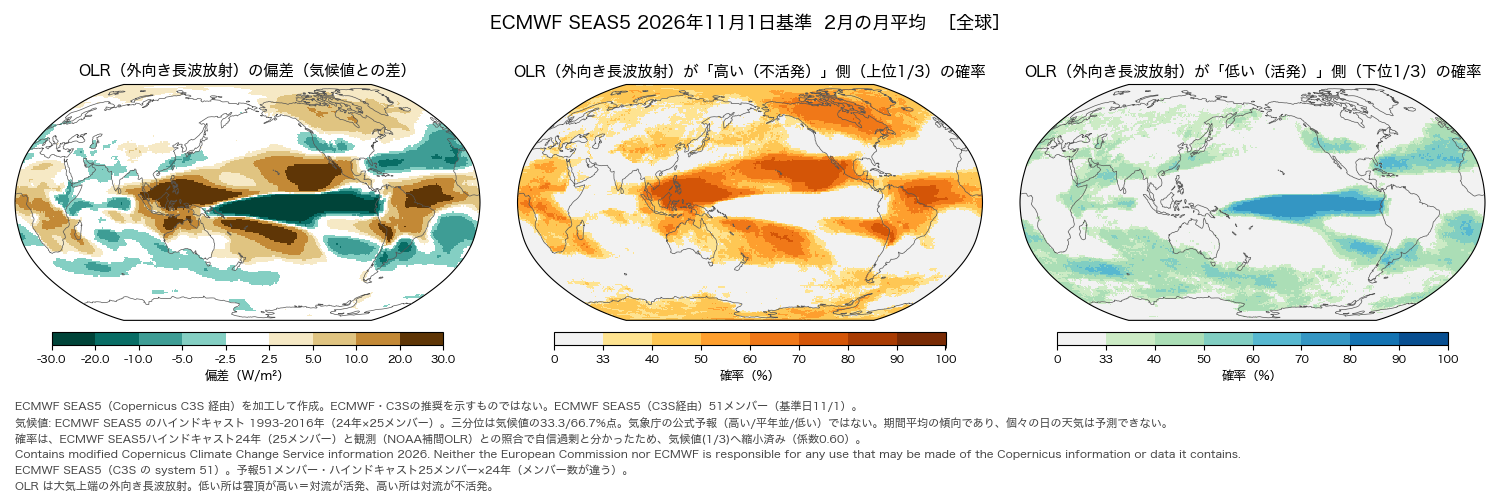 ECMWF SEAS5 2026年11月1日基準  2月の月平均  ［全球］
OLR（外向き長波放射）の偏差（気候値との差）
OLR（外向き長波放射）が「高い（不活発）」側（上位1/3）の確率
OLR（外向き長波放射）が「低い（活発）」側（下位1/3）の確率
-30.0 -20.0 -10.0 -5.0 -2.5 2.5 5.0 10.0 20.0 30.0
偏差（W/m²）
0 33 40 50 60 70 80 90 100
確率（%）
0 33 40 50 60 70 80 90 100
確率（%）
ECMWF SEAS5（Copernicus C3S 経由）を加工して作成。ECMWF・C3Sの推奨を示すものではない。ECMWF SEAS5（C3S経由）51メンバー（基準日11/1）。
気候値: ECMWF SEAS5 のハインドキャスト 1993-2016年（24年×25メンバー）。三分位は気候値の33.3/66.7%点。気象庁の公式予報（高い/平年並/低い）ではない。期間平均の傾向であり、個々の日の天気は予測できない。
確率は、ECMWF SEAS5ハインドキャスト24年（25メンバー）と観測（NOAA補間OLR）との照合で自信過剰と分かったため、気候値(1/3)へ縮小済み（係数0.60）。
Contains modified Copernicus Climate Change Service information 2026. Neither the European Commission nor ECMWF is responsible for any use that may be made of the Copernicus information or data it contains.
ECMWF SEAS5（C3S の system 51）。予報51メンバー・ハインドキャスト25メンバー×24年（メンバー数が違う）。
OLR は大気上端の外向き長波放射。低い所は雲頂が高い＝対流が活発、高い所は対流が不活発。